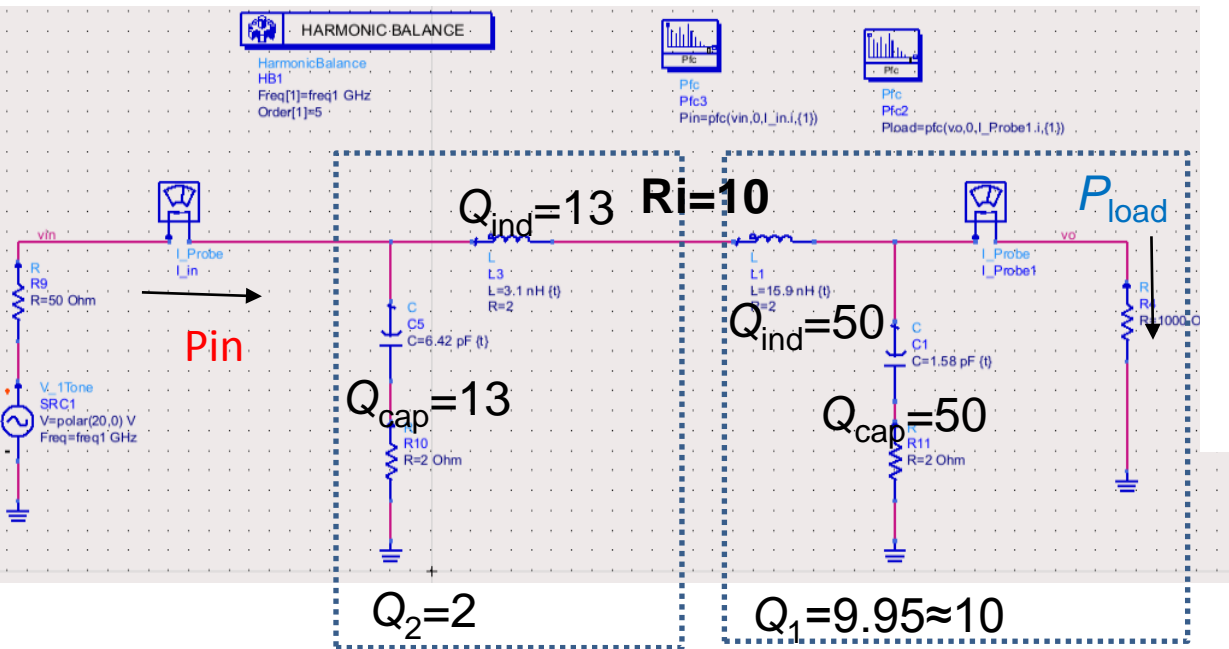 HARMONIC BALANCE
HarmonicBalance
HB1
Freq[1]=freq1 GHz
Order[1]=5
Pfc
Pfc
Pfc3
Pin=pfc(vin,0,I_in.i,{1})
Pfc
Pfc
Pfc2
Pload=pfc(vo,0,I_Probe1.i,{1})
Qind=13
Ri=10
Pload
vin
I_Probe
I_in
R
R9
R=50 Ohm
Pin
V_1Tone
SRC1
V=polar(20,0) V
Freq=freq1 GHz
C
C5
C=6.42 pF {t}
Qcap=13
R
R10
R=2 Ohm
L
L3
L=3.1 nH {t}
R=2
L
L1
L=15.9 nH {t}
R=2
Qind=50
C
C1
C=1.58 pF {t}
Qcap=50
R
R11
R=2 Ohm
vo
I_Probe
I_Probe1
R
R=1000 O
Q2=2
Q1=9.95≈10